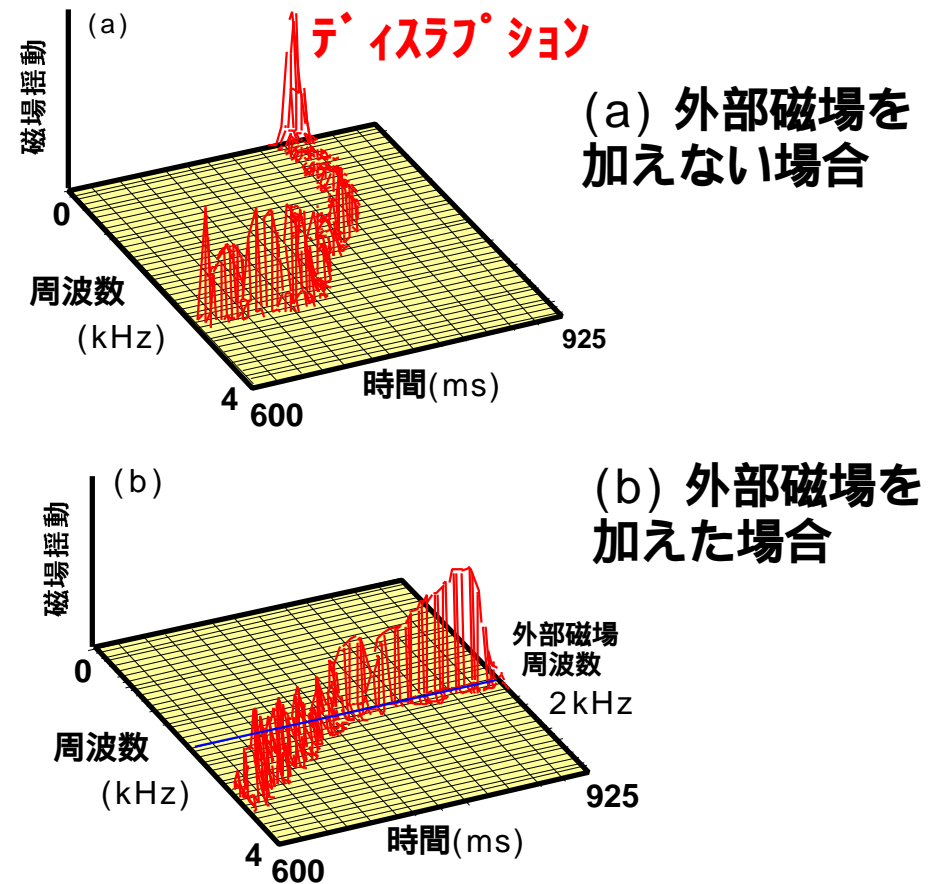 (a)
ディスラプション
磁場揺動
(a) 外部磁場を
加えない場合
0
周波数
(kHz)
4
600
時間(ms)
925
(b)
磁場揺動
(b) 外部磁場を
加えた場合
0
外部磁場
周波数
2kHz
周波数
(kHz)
4
600
時間(ms)
925